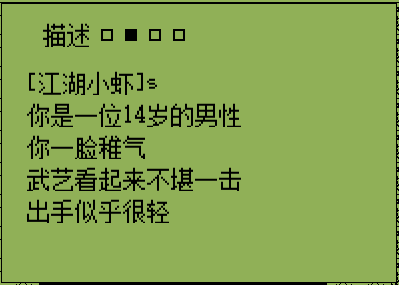 描述 □ ■ □ □
[江湖小虾]s
你是一位14岁的男性
你一脸稚气
武艺看起来不堪一击
出手似乎很轻